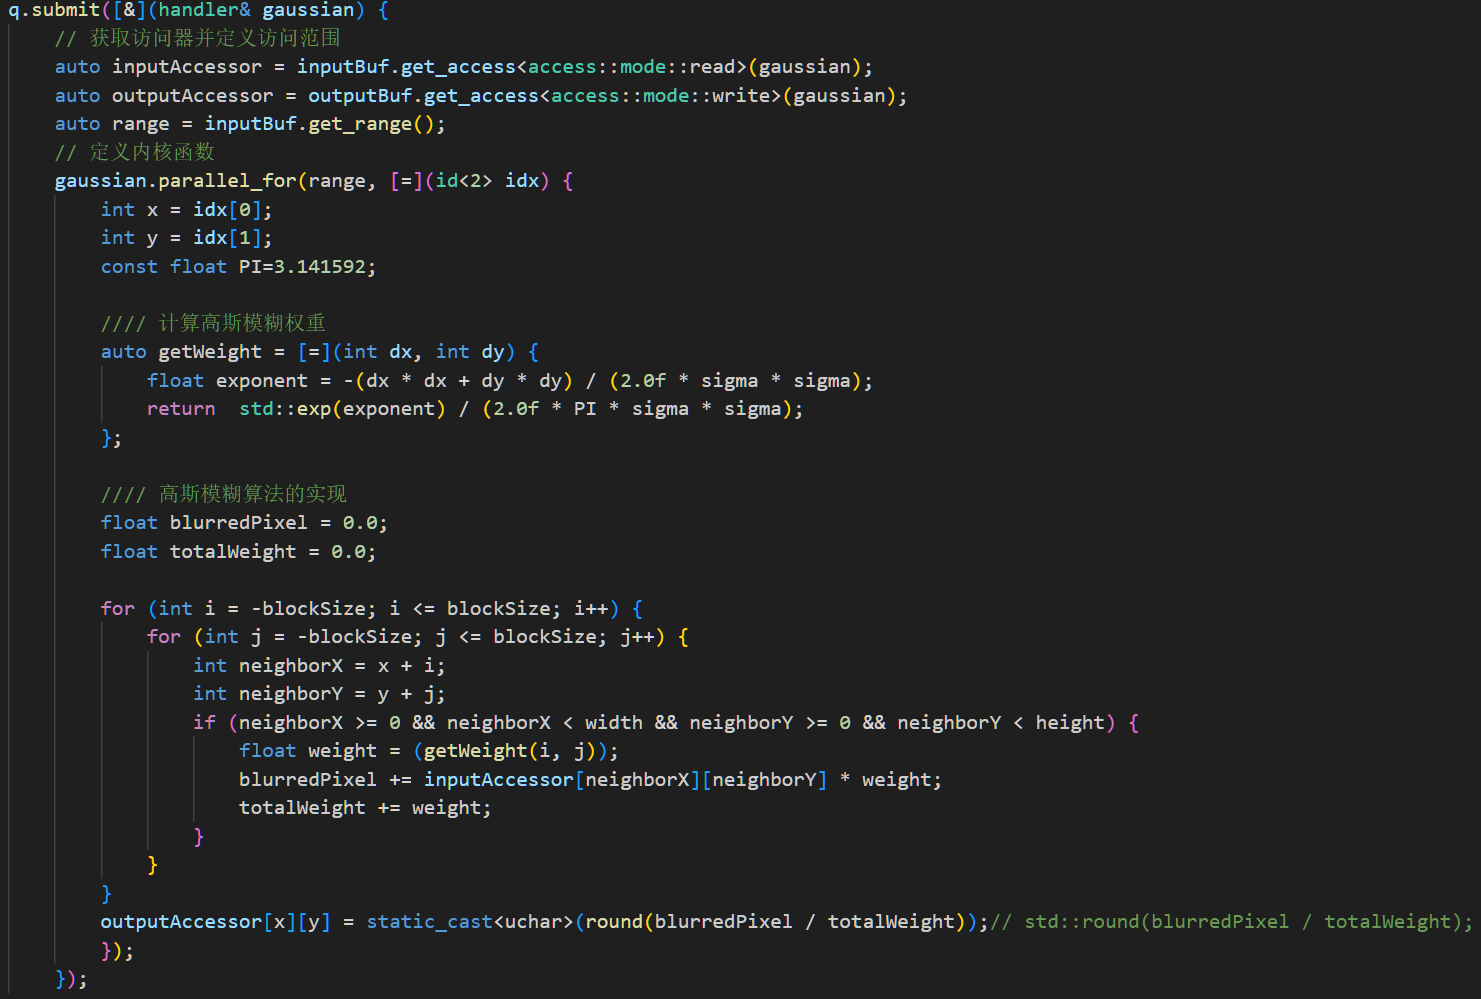 q.submit([&](handler& gaussian) {
// 获取访问器并定义访问范围
auto inputAccessor = inputBuf.get_access<access::mode::read>(gaussian);
auto outputAccessor = outputBuf.get_access<access::mode::write>(gaussian);
auto range = inputBuf.get_range();
// 定义内核函数
gaussian.parallel_for(range, [=](id<2> idx) {
int x = idx[0];
int y = idx[1];
const float PI=3.141592;
//// 计算高斯模糊权重
auto getWeight = [=](int dx, int dy) {
float exponent = -(dx * dx + dy * dy) / (2.0f * sigma * sigma);
return  std::exp(exponent) / (2.0f * PI * sigma * sigma);
};
//// 高斯模糊算法的实现
float blurredPixel = 0.0;
float totalWeight = 0.0;
for (int i = -blockSize; i <= blockSize; i++) {
for (int j = -blockSize; j <= blockSize; j++) {
int neighborX = x + i;
int neighborY = y + j;
if (neighborX >= 0 && neighborX < width && neighborY >= 0 && neighborY < height) {
float weight = (getWeight(i, j));
blurredPixel += inputAccessor[neighborX][neighborY] * weight;
totalWeight += weight;
}
}
}
outputAccessor[x][y] = static_cast<uchar>(round(blurredPixel / totalWeight));// std::round(blurredPixel / totalWeight);
});
});